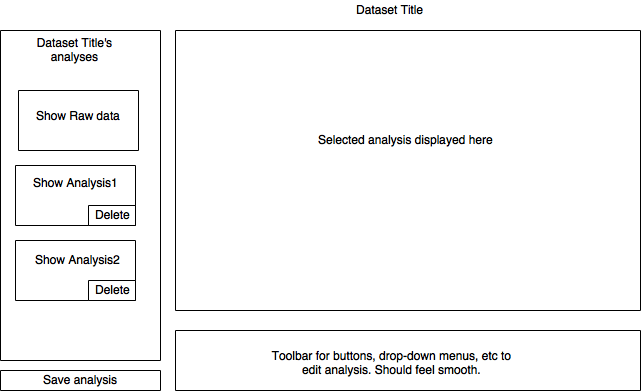 Dataset Title
Dataset Title's
analyses
Show Raw data
Show Analysis1
Delete
Show Analysis2
Delete
Save analysis
Selected analysis displayed here
Toolbar for buttons, drop-down menus, etc to
edit analysis. Should feel smooth.